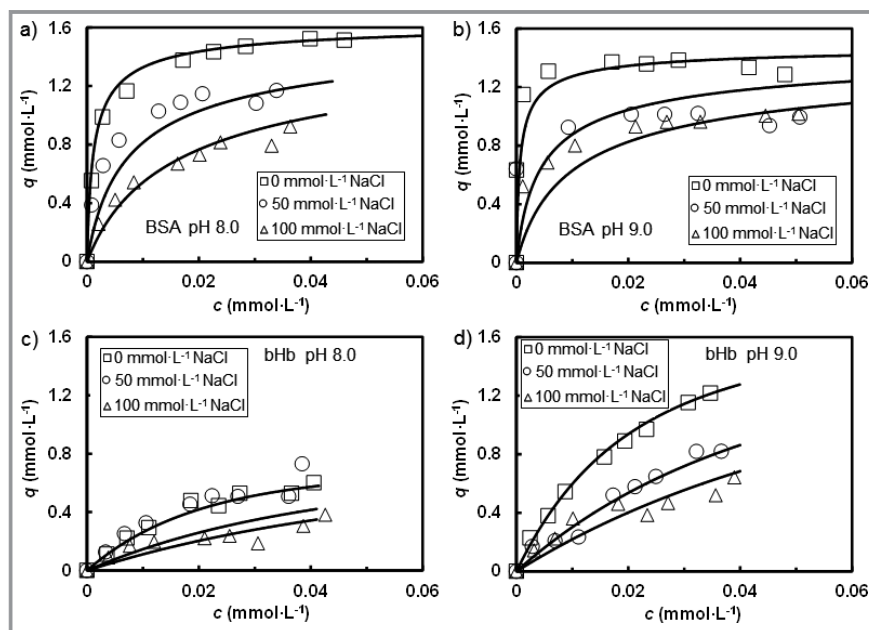 a)
1.6
1.2
0.8
0.4
0
q (mmol·L-1)
□ 0 mmol·L-1 NaCl
○ 50 mmol·L-1 NaCl
△ 100 mmol·L-1 NaCl
BSA pH 8.0
0 0.02 0.04 0.06
c (mmol·L-1)
b)
1.6
1.2
0.8
0.4
0
q (mmol·L-1)
□ 0 mmol·L-1 NaCl
○ 50 mmol·L-1 NaCl
△ 100 mmol·L-1 NaCl
BSA pH 9.0
0 0.02 0.04 0.06
c (mmol·L-1)
c)
1.6
1.2
0.8
0.4
0
q (mmol·L-1)
bHb pH 8.0
□ 0 mmol·L-1 NaCl
○ 50 mmol·L-1 NaCl
△ 100 mmol·L-1 NaCl
0 0.02 0.04 0.06
c (mmol·L-1)
d)
1.6
1.2
0.8
0.4
0
q (mmol·L-1)
bHb pH 9.0
□ 0 mmol·L-1 NaCl
○ 50 mmol·L-1 NaCl
△ 100 mmol·L-1 NaCl
0 0.02 0.04 0.06
c (mmol·L-1)